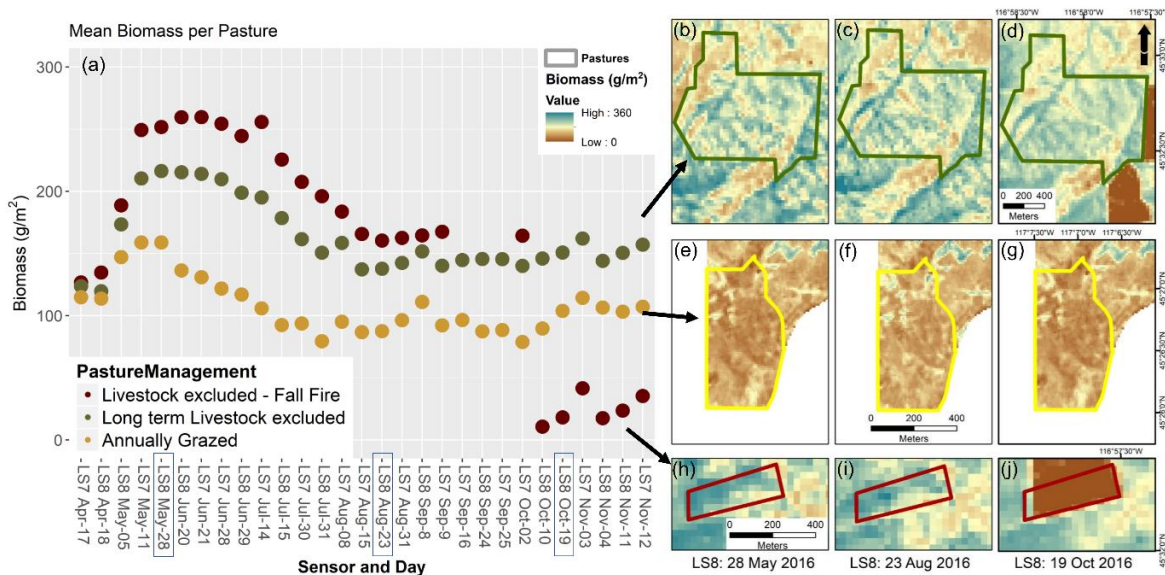 Mean Biomass per Pasture
(a)
300
200
100
0
Biomass (g/m²)
Pastures
Biomass (g/m²)
Value
High : 360
Low : 0
PastureManagement
Livestock excluded - Fall Fire
Long term Livestock excluded
Annually Grazed
LS7 Apr-17
LS8 Apr-18
LS8 May-05
LS7 May-11
LS8 May-28
LS8 Jun-20
LS7 Jun-21
LS7 Jun-28
LS8 Jun-29
LS7 Jul-14
LS8 Jul-15
LS7 Jul-30
LS8 Jul-31
LS7 Aug-08
LS7 Aug-15
LS8 Aug-23
LS7 Aug-31
LS8 Sep-8
LS8 Sep-9
LS7 Sep-16
LS8 Sep-24
LS8 Sep-25
LS7 Oct-02
LS8 Oct-10
LS8 Oct-19
LS7 Nov-03
LS8 Nov-04
LS8 Nov-11
LS7 Nov-12
Sensor and Day
(b)
(c)
(d)
116°58'30"W 116°58'0"W 116°57'30"W
45°33'0"N
45°32'30"N
0 200 400
Meters
(e)
(f)
(g)
117°7'30"W 117°7'0"W 117°6'30"W
45°27'0"N
45°26'30"N
0 200 400
Meters
(h)
(i)
(j)
116°57'30"W
45°32'0"N
0 200 400
Meters
LS8: 28 May 2016
LS8: 23 Aug 2016
LS8: 19 Oct 2016